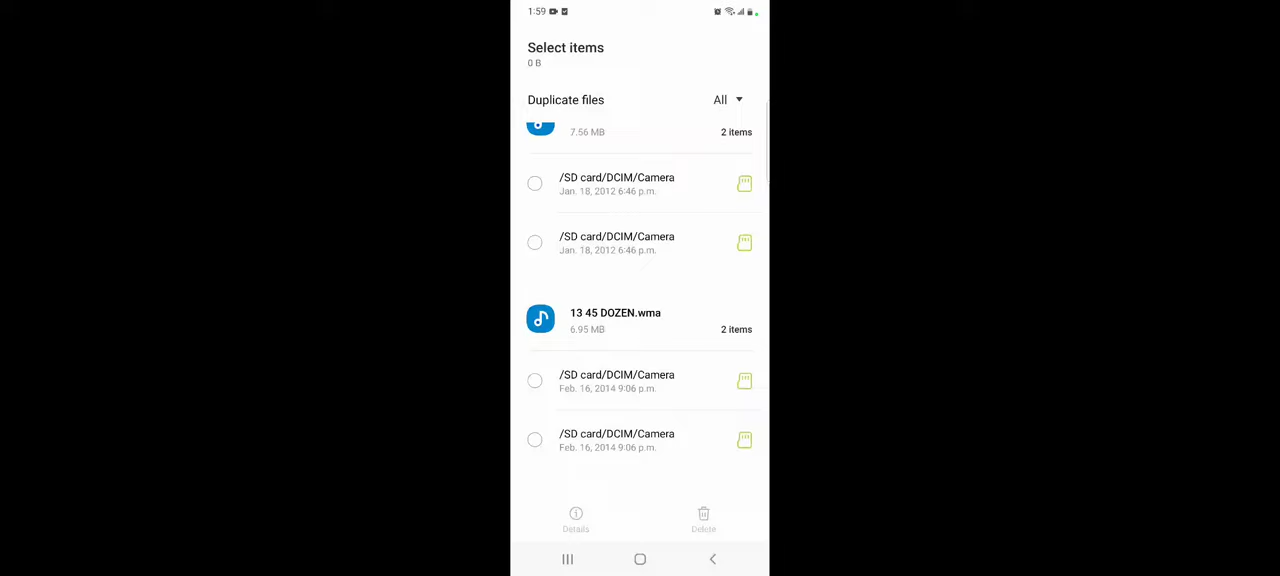 1:59
Select items
0 B
Duplicate files
All
7.56 MB
2 items
/SD card/DCIM/Camera
Jan. 18, 2012 6:46 p.m.
/SD card/DCIM/Camera
Jan. 18, 2012 6:46 p.m.
13 45 DOZEN.wma
6.95 MB
2 items
/SD card/DCIM/Camera
Feb. 16, 2014 9:06 p.m.
/SD card/DCIM/Camera
Feb. 16, 2014 9:06 p.m.
Details
Delete